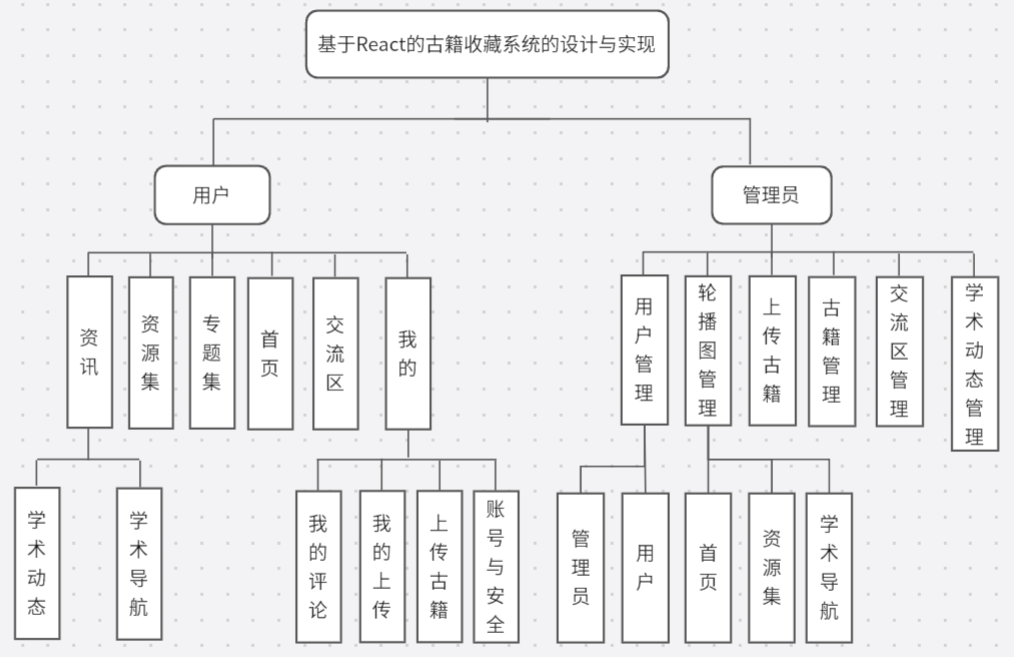 基于React的古籍收藏系统的设计与实现
用户
管理员
资讯
资源集
专题集
首页
交流区
我的
用户管理
轮播图管理
上传古籍
古籍管理
交流区管理
学术动态管理
学术动态
学术导航
我的评论
我的上传
上传古籍
账号与安全
管理员
用户
首页
资源集
学术导航